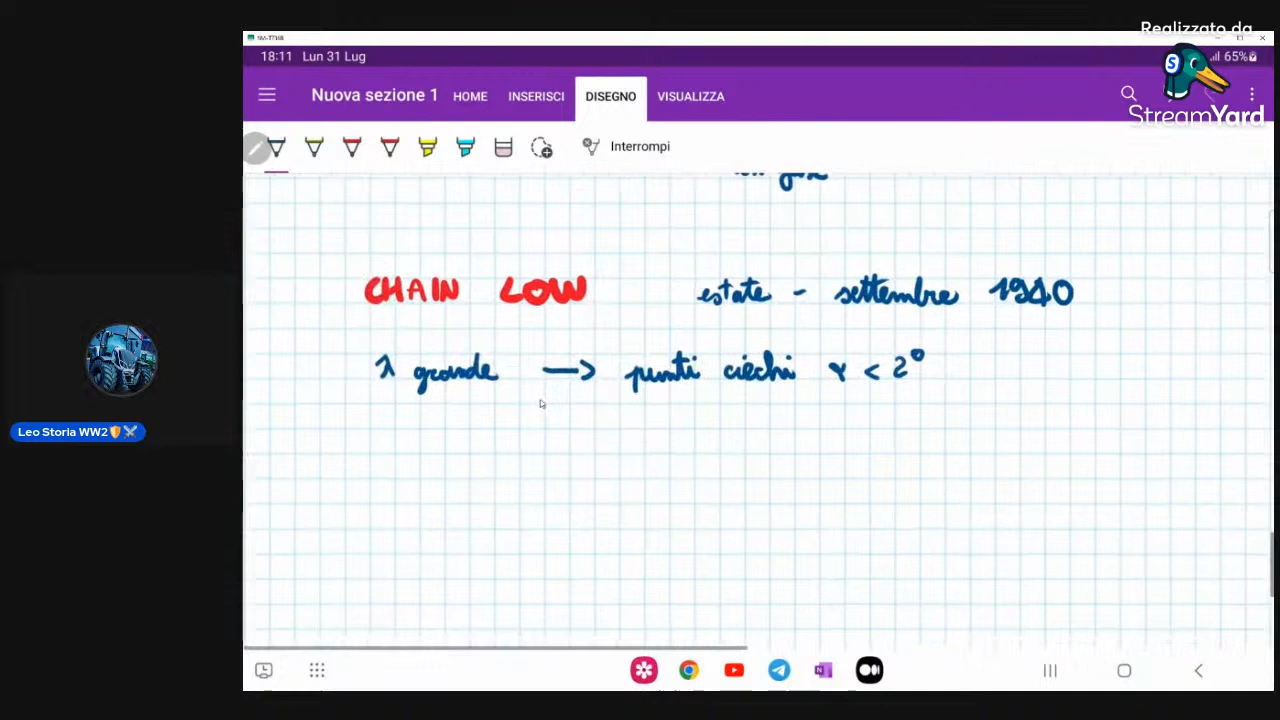 Realizzato da
StreamYard
18:11 Lun 31 Lug
65%
Nuova sezione 1 HOME INSERISCI DISEGNO VISUALIZZA
Interrompi
CHAIN LOW estate - settembre 1940
λ grande → punti ciechi γ < 2°
Leo Storia WW2